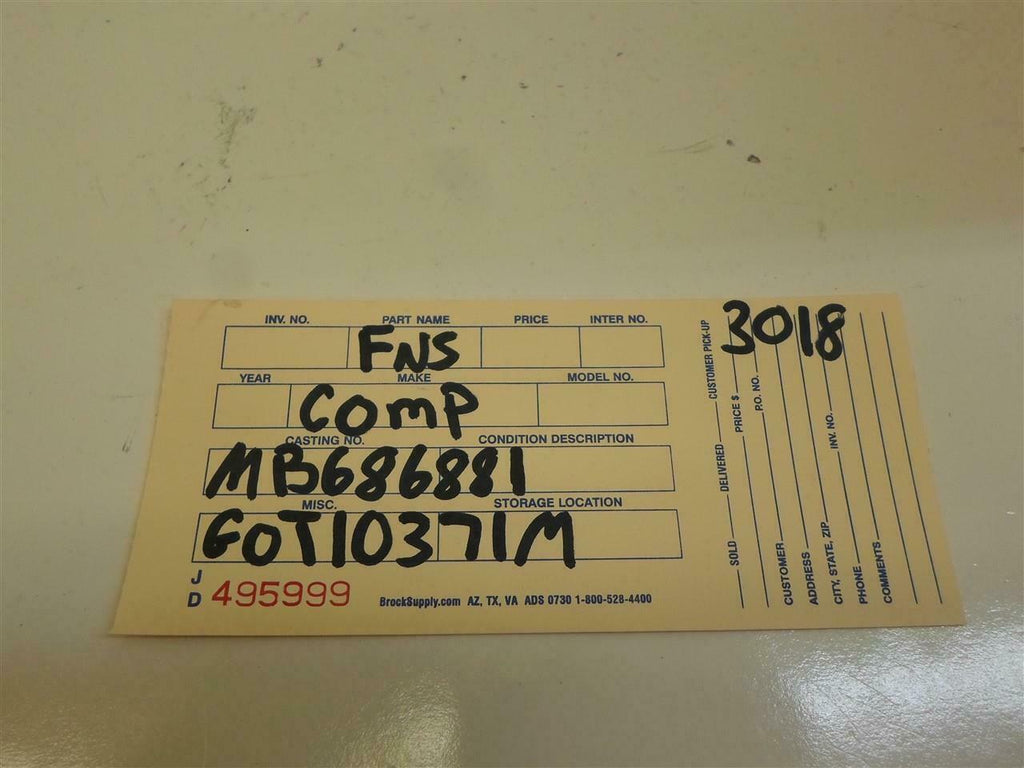 INV. NO. PART NAME PRICE INTER NO.
FNS
YEAR MAKE MODEL NO.
COMP
CASTING NO. CONDITION DESCRIPTION
MB686881
MISC. STORAGE LOCATION
GOT10371M
J
D 495999
BrockSupply.com AZ, TX, VA ADS 0730 1-800-528-4400
3018
SOLD DELIVERED CUSTOMER PICK-UP
PRICE $
P.O. NO.
CUSTOMER
ADDRESS
CITY, STATE, ZIP INV. NO.
PHONE
COMMENTS